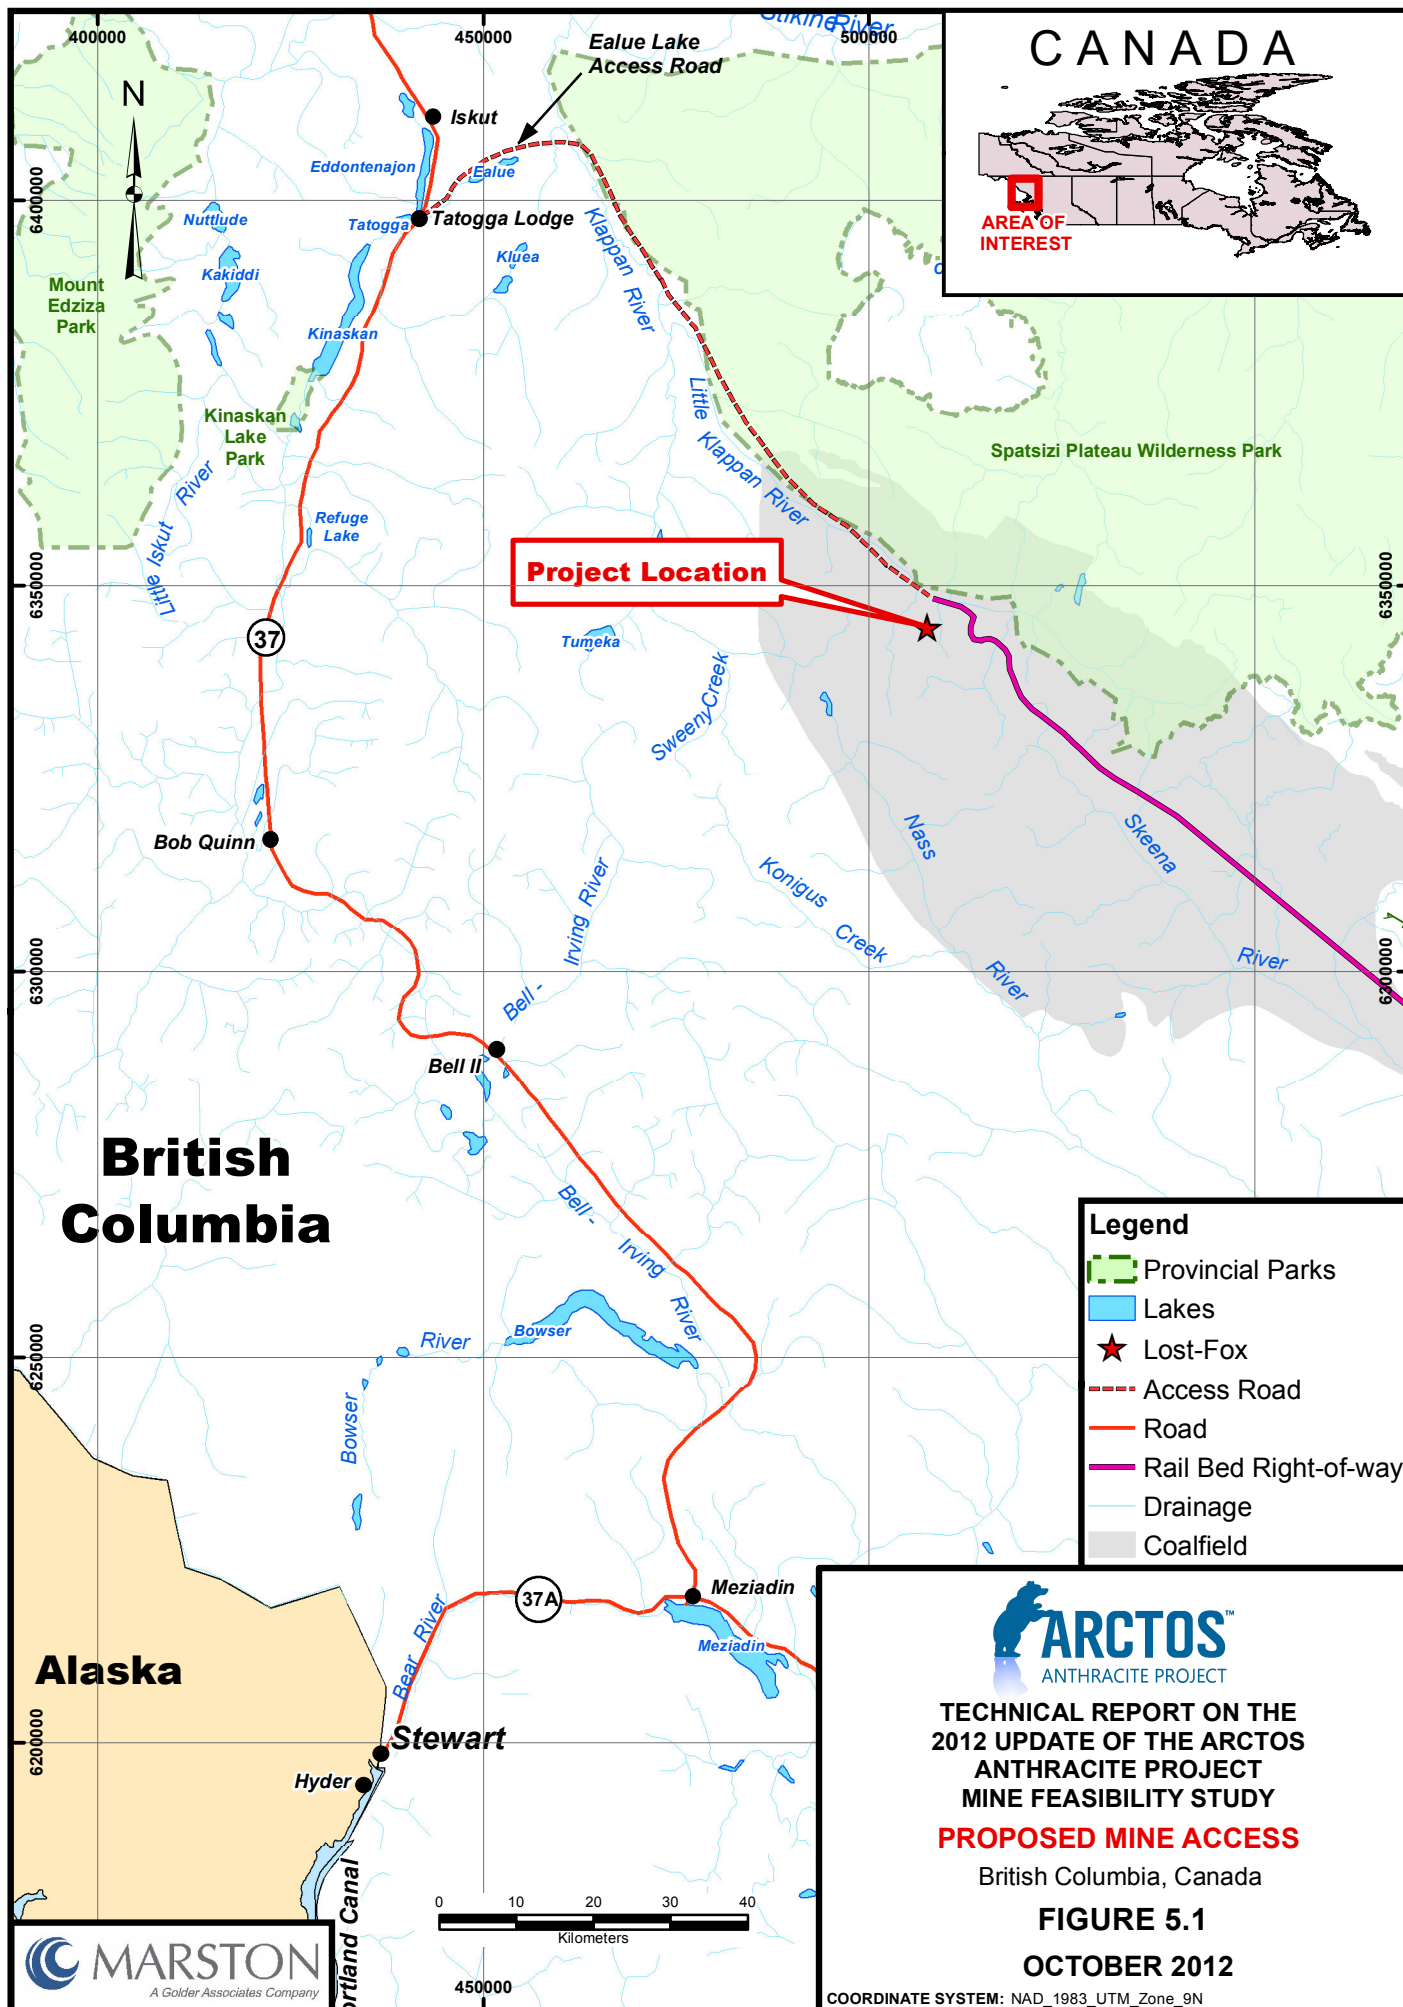 400000
450000
Stikine River
500000
Ealue Lake
Access Road
CANADA
AREA OF
INTEREST
N
Iskut
Eddontenajon
Ealue
6400000
Nuttlude
Tatogga
Tatogga Lodge
Klappan River
Kluea
Kakiddi
Mount
Edziza
Park
Kinaskan
Little
Klappan River
Kinaskan
Lake
Park
Spatsizi Plateau Wilderness Park
Little Iskut River
Refuge
Lake
Project Location
6350000
6350000
37
Tumeka
Sweeny Creek
Bob Quinn
Nass
River
Skeena
River
Konigus
Creek
Bell -
Irving River
6300000
6300000
Bell II
British
Columbia
Bell -
Irving
River
Bowser
River
Bowser
6250000
Legend
Provincial Parks
Lakes
Lost-Fox
Access Road
Road
Rail Bed Right-of-way
Drainage
Coalfield
Meziadin
37A
Meziadin
Bear River
Alaska
Stewart
6200000
Hyder
ortland Canal
0 10 20 30 40
Kilometers
450000
MARSTON
A Golder Associates Company
ARCTOS™
ANTHRACITE PROJECT
TECHNICAL REPORT ON THE
2012 UPDATE OF THE ARCTOS
ANTHRACITE PROJECT
MINE FEASIBILITY STUDY
PROPOSED MINE ACCESS
British Columbia, Canada
FIGURE 5.1
OCTOBER 2012
COORDINATE SYSTEM: NAD_1983_UTM_Zone_9N